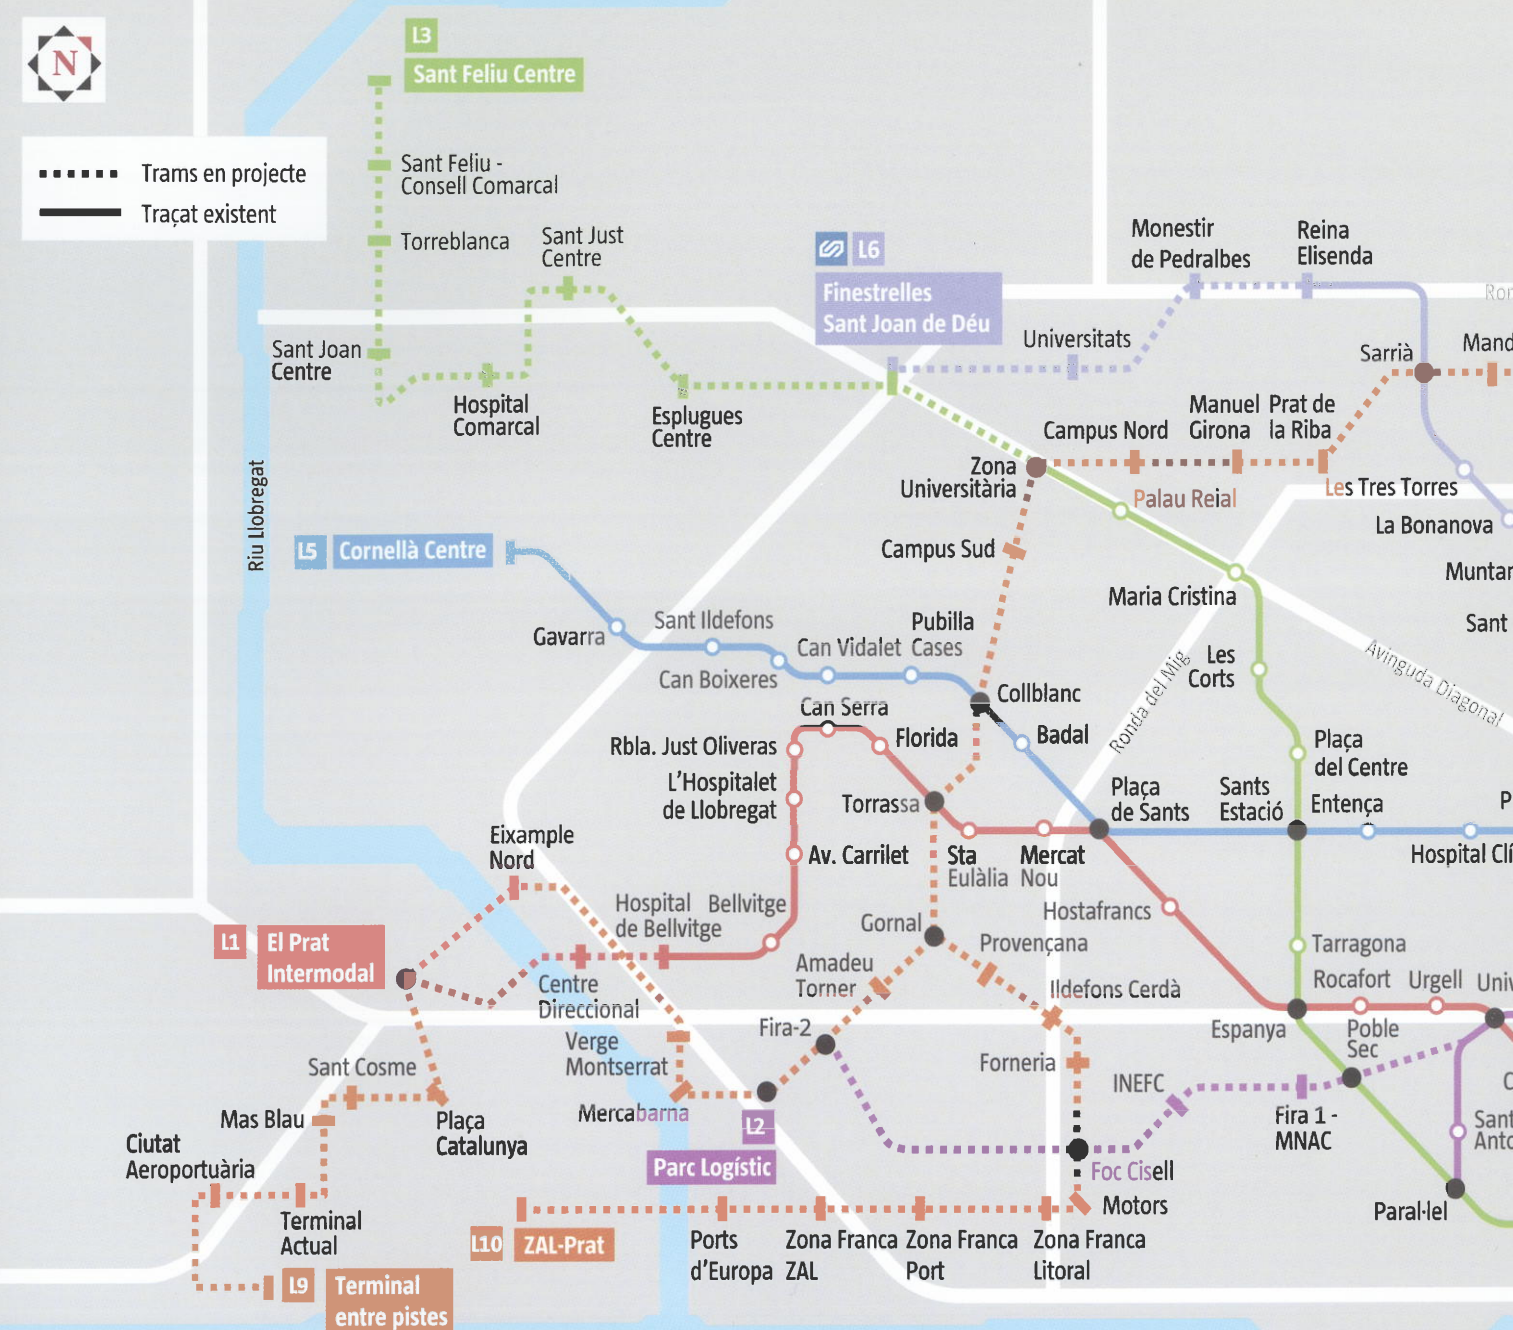 N
L3
Sant Feliu Centre
Trams en projecte
Traçat existent
Sant Feliu -
Consell Comarcal
Torreblanca
Sant Just
Centre
L6
Finestrelles
Sant Joan de Déu
Monestir
de Pedralbes
Reina
Elisenda
Universitats
Sarrià
Sant Joan
Centre
Hospital
Comarcal
Esplugues
Centre
Campus Nord
Manuel
Girona
Prat de
la Riba
Zona
Universitària
Palau Reial
Les Tres Torres
La Bonanova
Riu Llobregat
L5
Cornellà Centre
Campus Sud
Maria Cristina
Sant
Gavarra
Sant Ildefons
Can Boixeres
Can Vidalet
Pubilla
Cases
Collblanc
Ronda del Mig
Les
Corts
Avinguda Diagonal
Can Serra
Rbla. Just Oliveras
Florida
Badal
L'Hospitalet
de Llobregat
Torrassa
Plaça
de Sants
Sants
Estació
Plaça
del Centre
Entença
Eixample
Nord
Av. Carrilet
Sta
Eulàlia
Mercat
Nou
Hospital
de Bellvitge
Bellvitge
Hostafrancs
Gornal
Provençana
Tarragona
L1
El Prat
Intermodal
Centre
Direccional
Amadeu
Torner
Ildefons Cerdà
Rocafort
Urgell
Fira-2
Espanya
Poble
Sec
Verge
Montserrat
Sant Cosme
Forneria
INEFC
Mas Blau
Plaça
Catalunya
Mercabarna
L2
Parc Logístic
Fira 1 -
MNAC
Ciutat
Aeroportuària
Foc Cisell
Terminal
Actual
Motors
Paral·lel
L10
ZAL-Prat
Ports
d'Europa
Zona Franca
ZAL
Zona Franca
Port
Zona Franca
Litoral
L9
Terminal
entre pistes